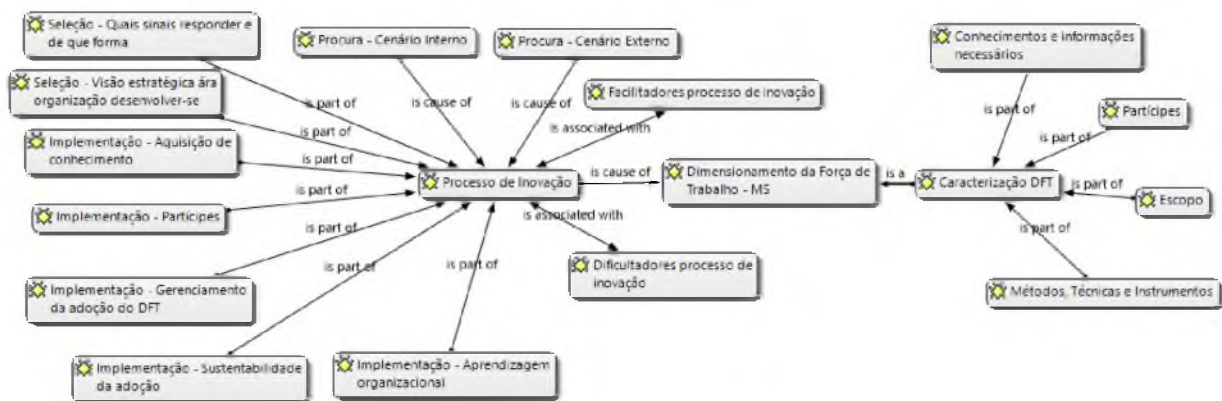 Seleção - Quais sinais responder e
de que forma
Procura - Cenário Interno
Procura - Cenário Externo
Conhecimentos e informações
necessários
Seleção - Visão estratégica ára
organização desenvolver-se
is part of
is cause of
is cause of
Facilitadores processo de inovação
is part of
Partícipes
is part of
is associated with
is part of
Implementação - Aquisição de
conhecimento
is part of
Processo de Inovação
is cause of
Dimensionamento da Força de
Trabalho - MS
is a
Caracterização DFT
is part of
Escopo
Implementação - Partícipes
is part of
is associated with
is part of
is part of
is part of
is part of
Dificultadores processo de
inovação
Implementação - Gerenciamento
da adoção do DFT
Métodos, Técnicas e Instrumentos
Implementação - Sustentabilidade
da adoção
Implementação - Aprendizagem
organizacional